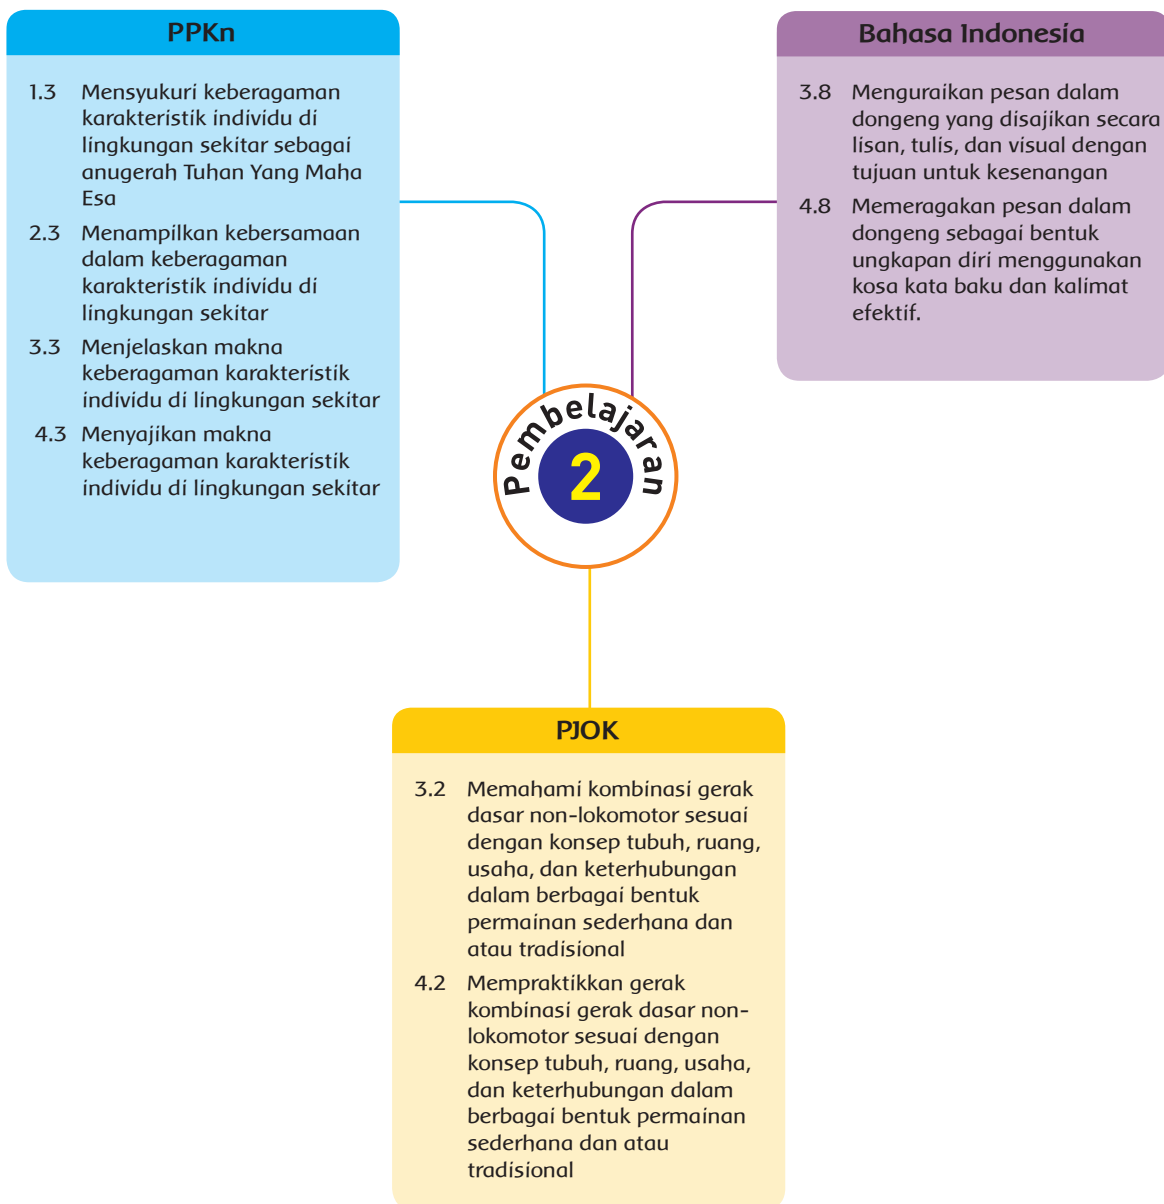 PPKn
1.3 Mensyukuri keberagaman
karakteristik individu di
lingkungan sekitar sebagai
anugerah Tuhan Yang Maha
Esa
2.3 Menampilkan kebersamaan
dalam keberagaman
karakteristik individu di
lingkungan sekitar
3.3 Menjelaskan makna
keberagaman karakteristik
individu di lingkungan sekitar
4.3 Menyajikan makna
keberagaman karakteristik
individu di lingkungan sekitar
Bahasa Indonesia
3.8 Menguraikan pesan dalam
dongeng yang disajikan secara
lisan, tulis, dan visual dengan
tujuan untuk kesenangan
4.8 Memeragakan pesan dalam
dongeng sebagai bentuk
ungkapan diri menggunakan
kosa kata baku dan kalimat
efektif.
Pembelajaran
2
PJOK
3.2 Memahami kombinasi gerak
dasar non-lokomotor sesuai
dengan konsep tubuh, ruang,
usaha, dan keterhubungan
dalam berbagai bentuk
permainan sederhana dan
atau tradisional
4.2 Mempraktikkan gerak
kombinasi gerak dasar non-
lokomotor sesuai dengan
konsep tubuh, ruang, usaha,
dan keterhubungan dalam
berbagai bentuk permainan
sederhana dan atau
tradisional